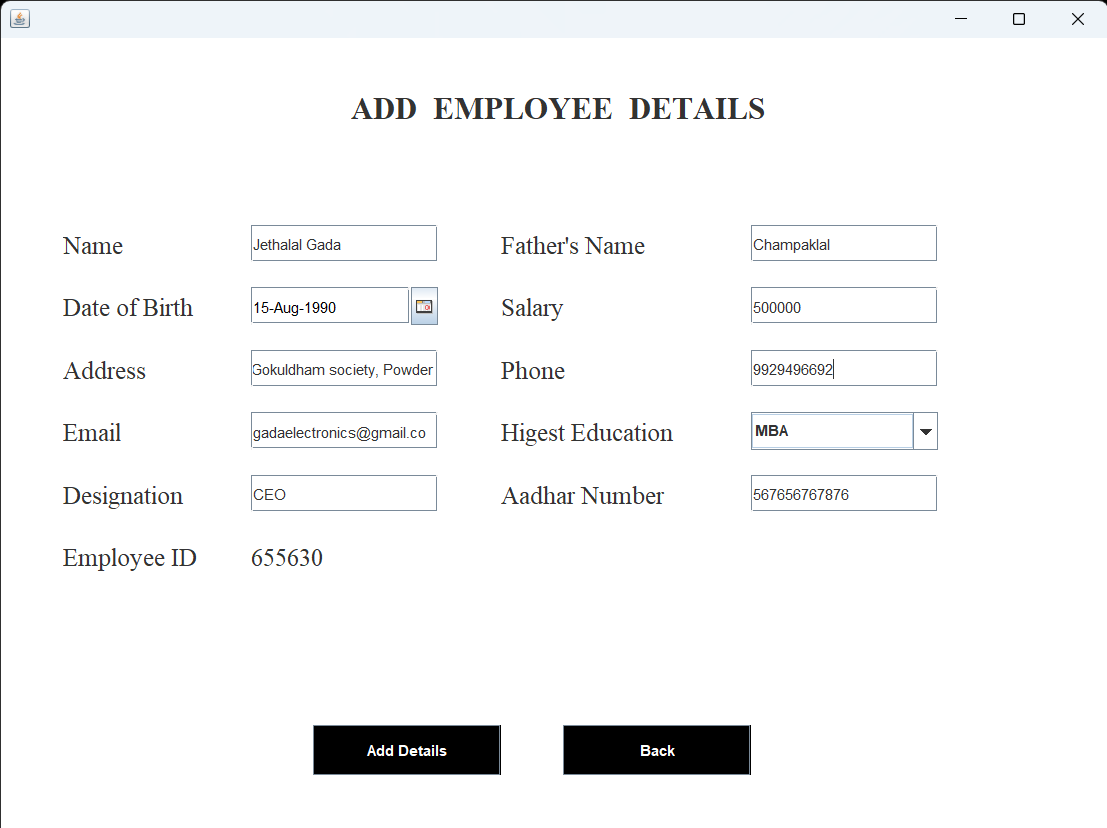 ADD EMPLOYEE DETAILS
Name Jethalal Gada Father's Name Champaklal
Date of Birth 15-Aug-1990 Salary 500000
Address Gokuldham society, Powder Phone 9929496692
Email gadaelectronics@gmail.co Higest Education MBA
Designation CEO Aadhar Number 567656767876
Employee ID 655630
Add Details Back